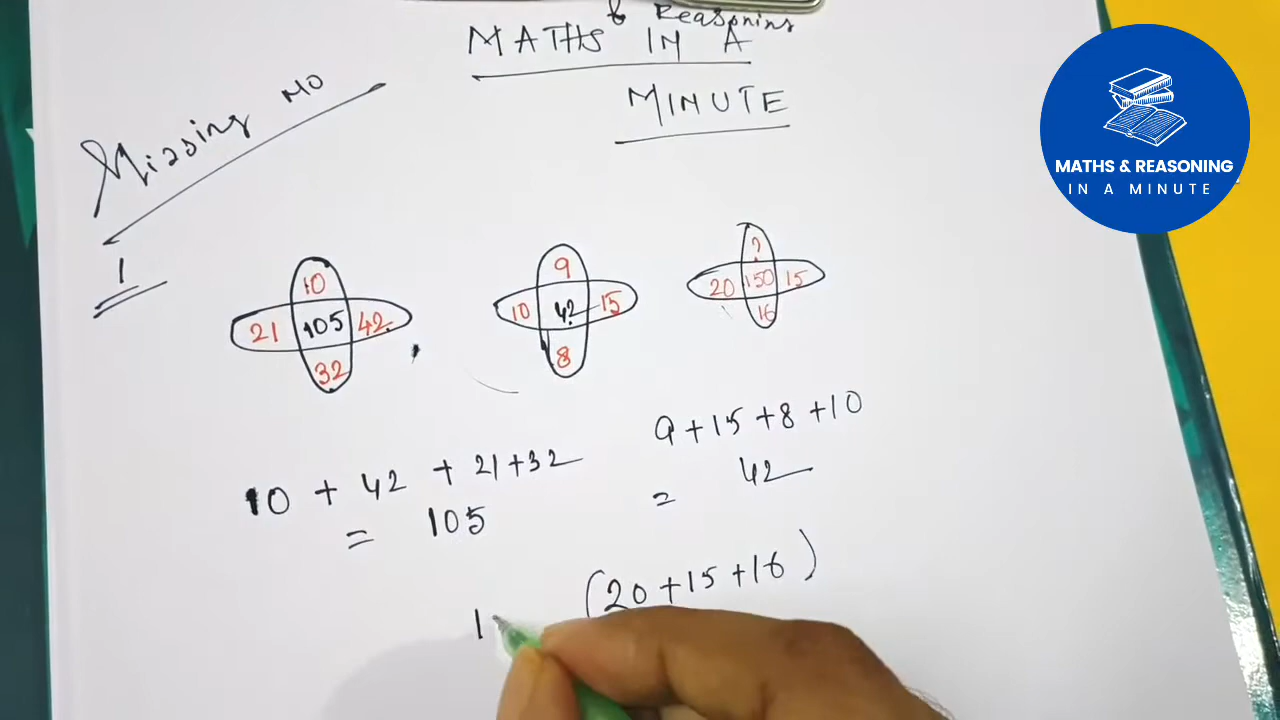 & Reasoning
MATHS IN A
MINUTE
Missing NO
1
MATHS & REASONING
IN A MINUTE
10
21 105 42
32
9
10 42 15
8
?
20 150 15
16
10 + 42 + 21+32
= 105
9+15+8+10
= 42
(20+15+16)
1